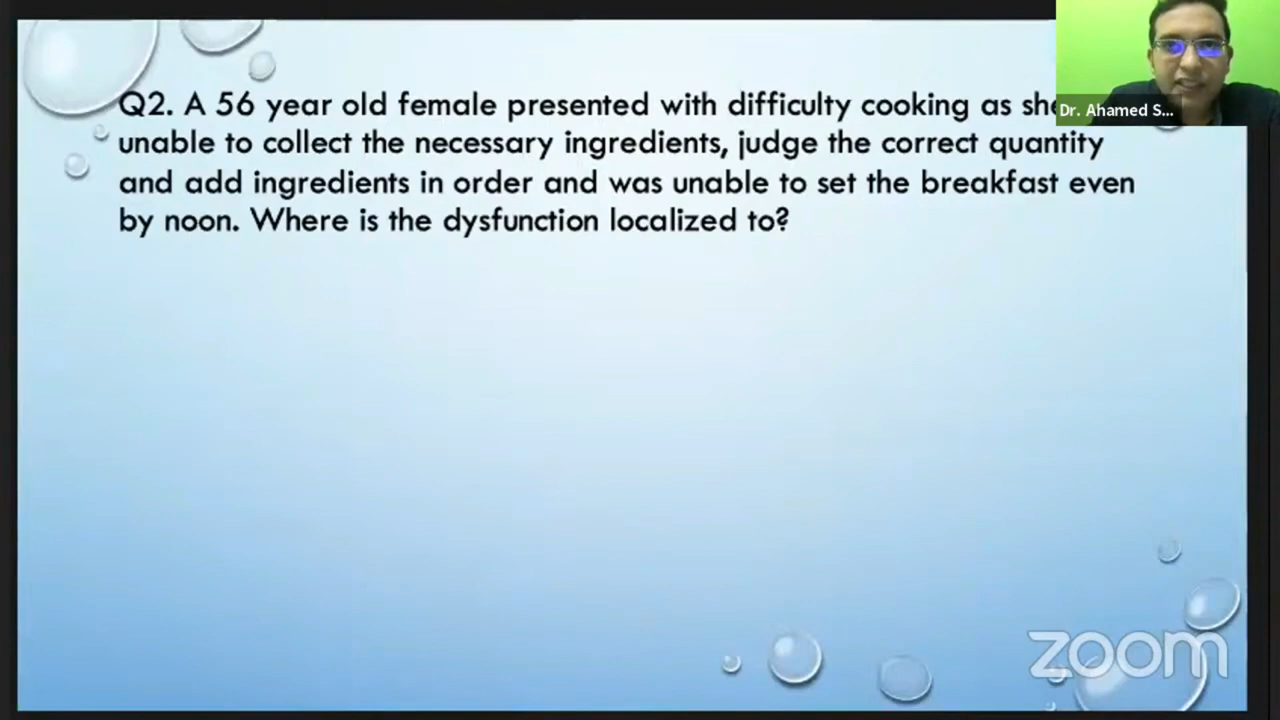 Q2. A 56 year old female presented with difficulty cooking as she
unable to collect the necessary ingredients, judge the correct quantity
and add ingredients in order and was unable to set the breakfast even
by noon. Where is the dysfunction localized to?
Dr. Ahamed S...
zoom